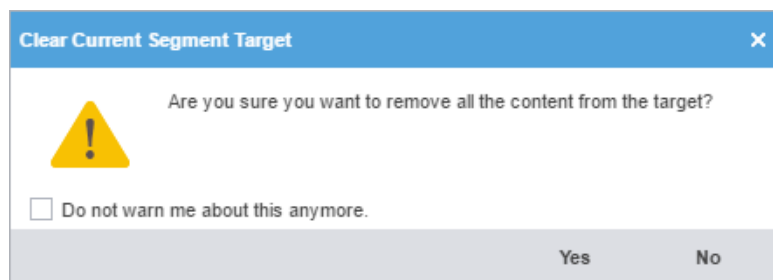 Clear Current Segment Target
Are you sure you want to remove all the content from the target?
Do not warn me about this anymore.
Yes No